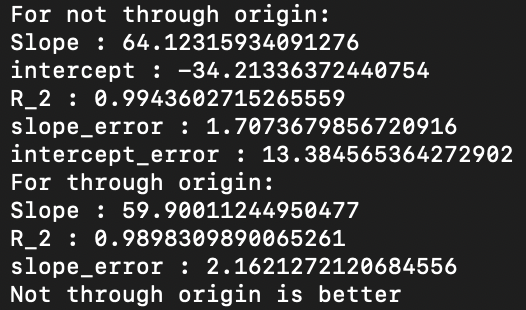 For not through origin:
Slope : 64.12315934091276
intercept : -34.21336372440754
R_2 : 0.9943602715265559
slope_error : 1.7073679856720916
intercept_error : 13.384565364272902
For through origin:
Slope : 59.90011244950477
R_2 : 0.9898309890065261
slope_error : 2.1621272120684556
Not through origin is better